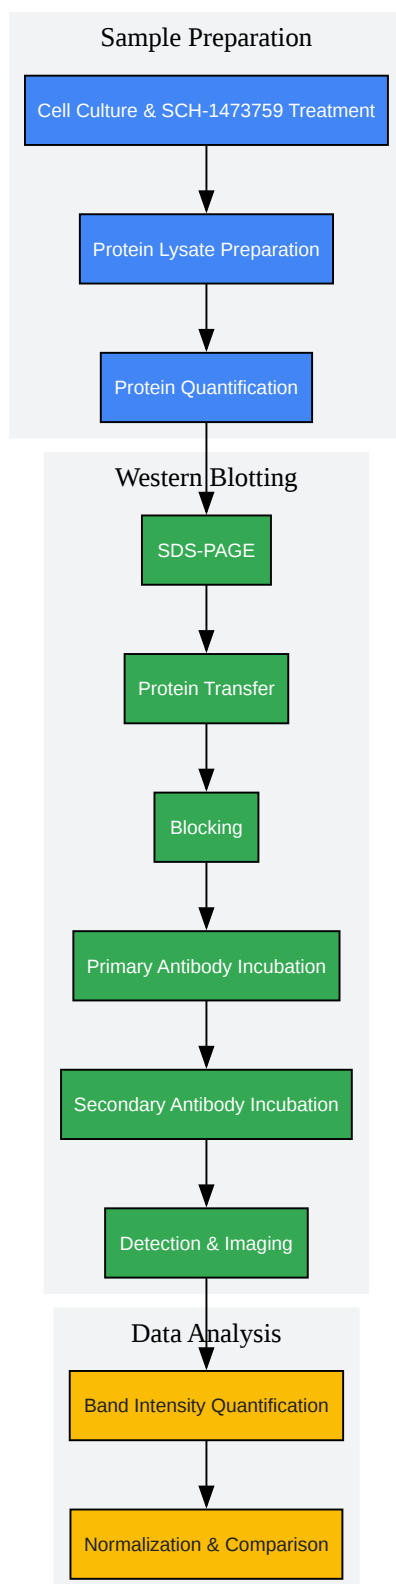 Sample Preparation
Cell Culture & SCH-1473759 Treatment
Protein Lysate Preparation
Protein Quantification
Western Blotting
SDS-PAGE
Protein Transfer
Blocking
Primary Antibody Incubation
Secondary Antibody Incubation
Detection & Imaging
Data Analysis
Band Intensity Quantification
Normalization & Comparison